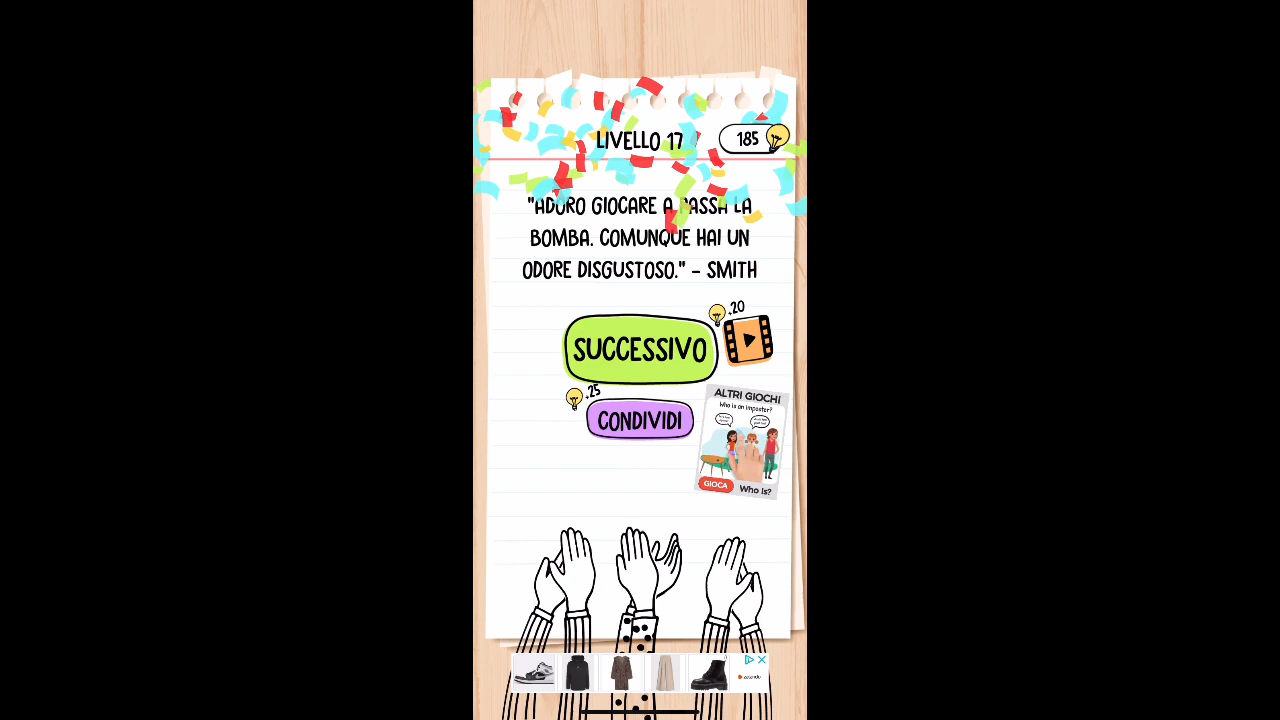 LIVELLO 17
185
"ADORO GIOCARE A PASSA LA
BOMBA. COMUNQUE HAI UN
ODORE DISGUSTOSO." – SMITH
+20
SUCCESSIVO
+25
CONDIVIDI
ALTRI GIOCHI
Who is an imposter?
GIOCA
Who Is?
zalando